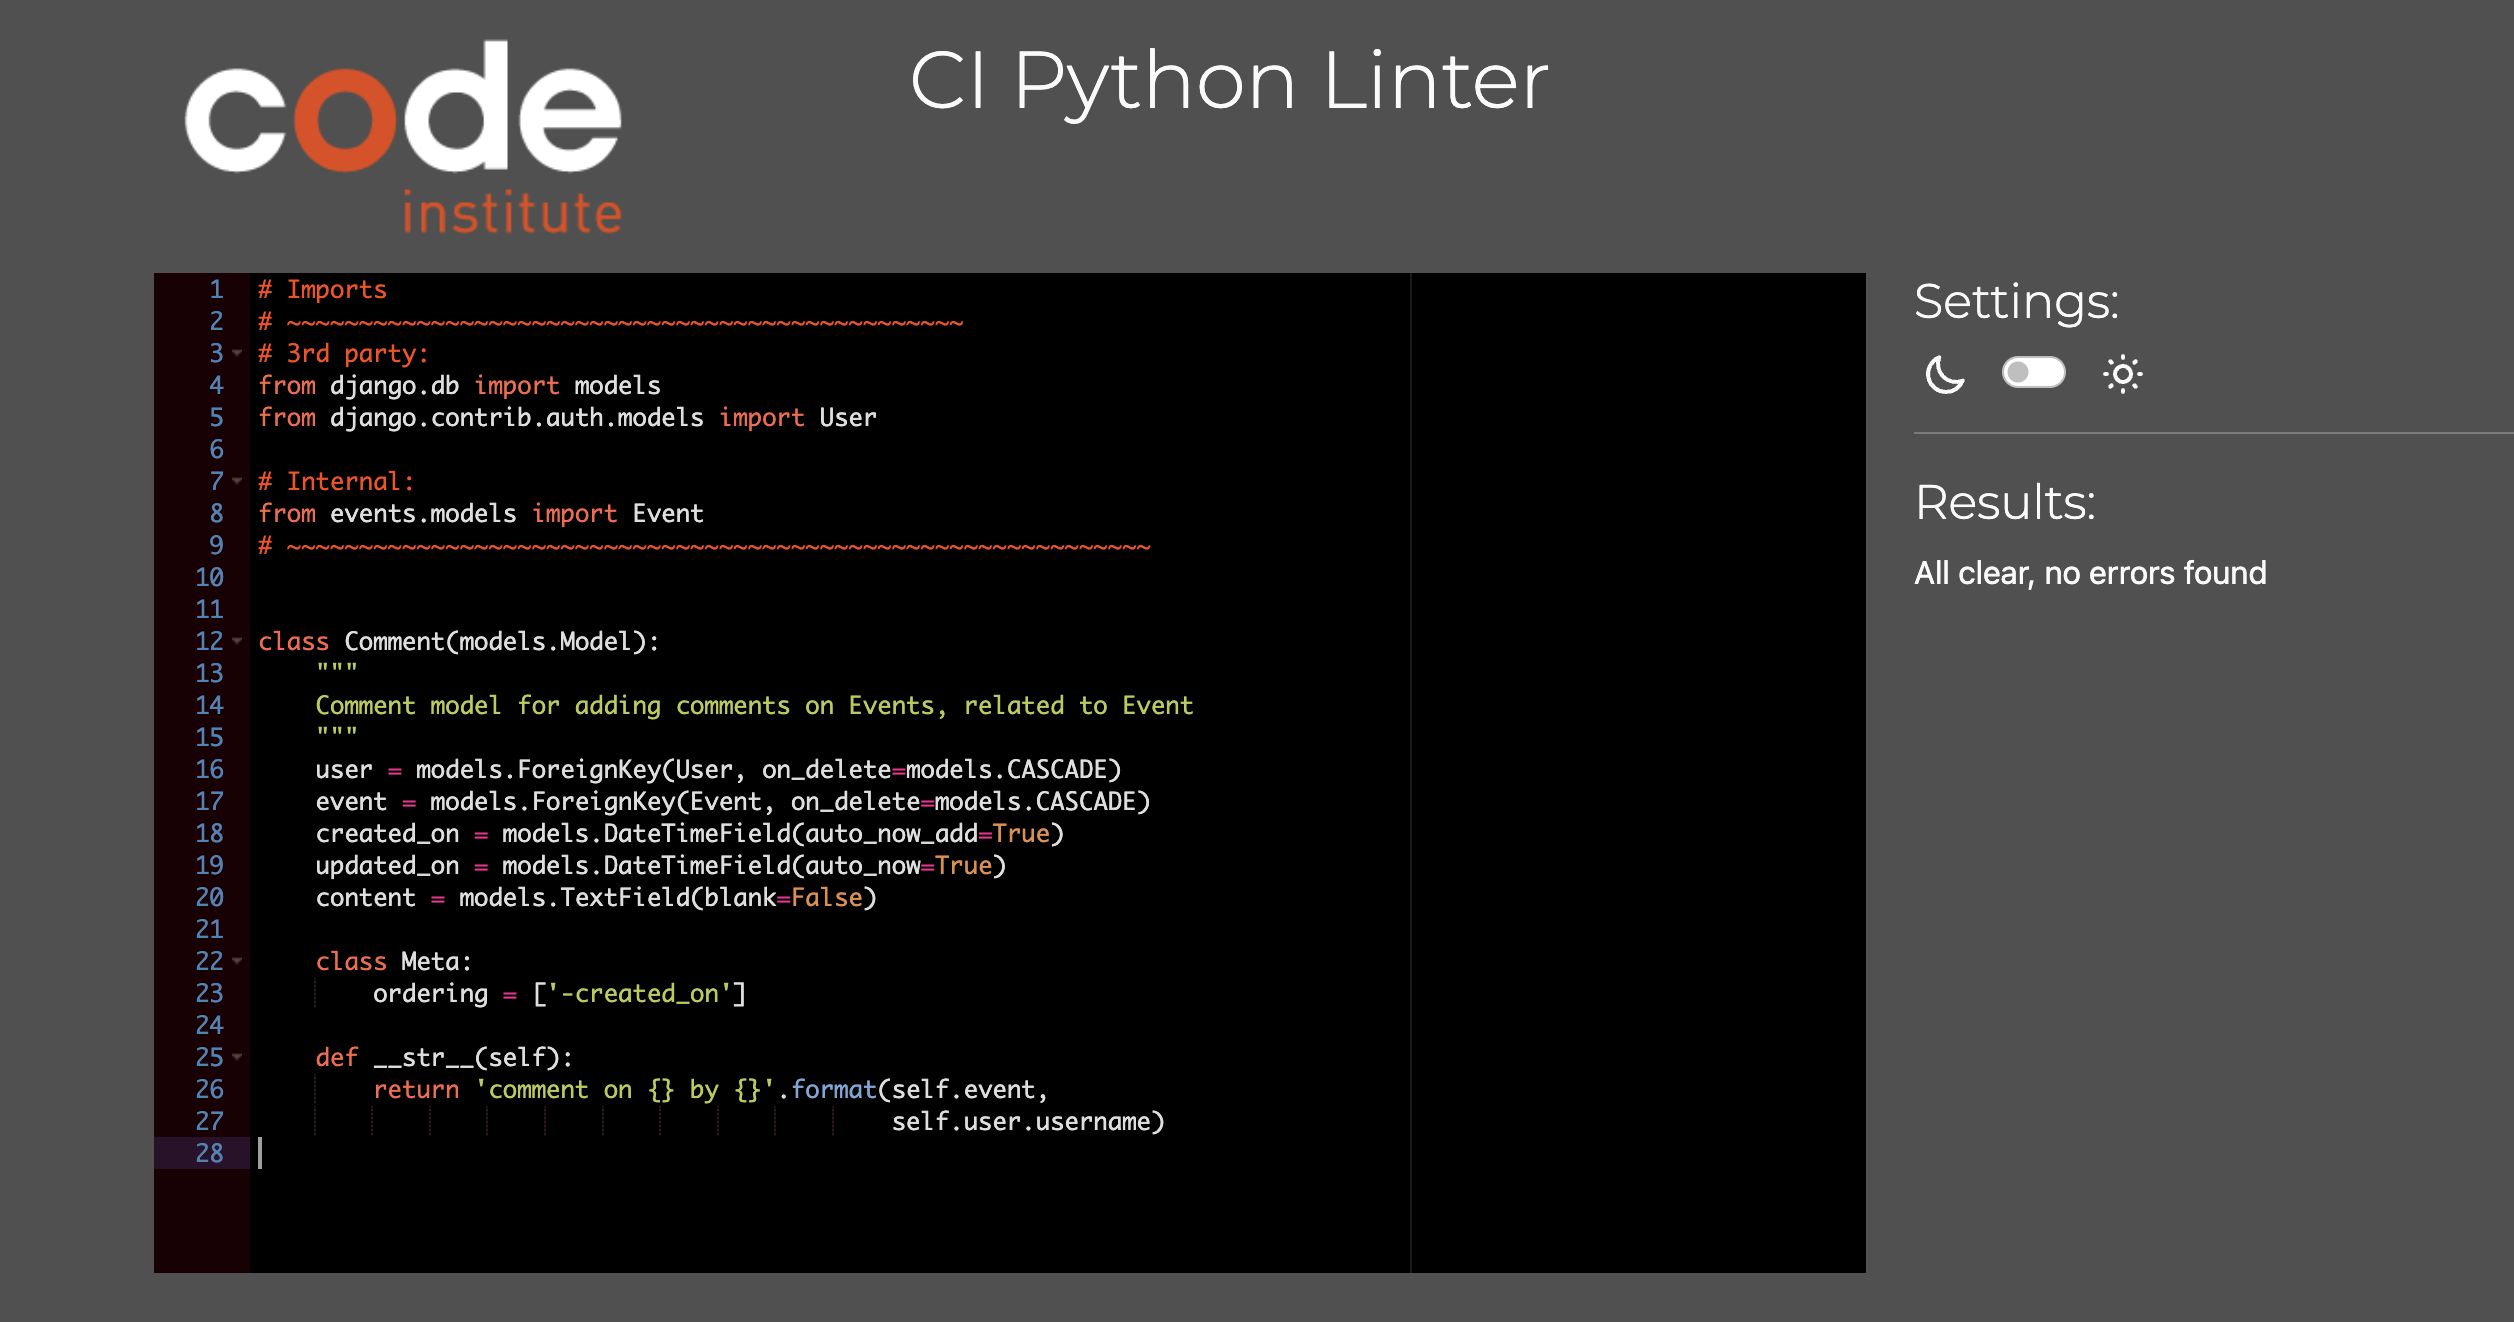 code
institute
CI Python Linter
1 # Imports
2 # ~~~~~~~~~~~~~~~~~~~~~~~~~~~~~~~~~~~~~~~~~~~~~~~
3 # 3rd party:
4 from django.db import models
5 from django.contrib.auth.models import User
6
7 # Internal:
8 from events.models import Event
9 # ~~~~~~~~~~~~~~~~~~~~~~~~~~~~~~~~~~~~~~~~~~~~~~~~~~~~~~~~~~~~
10
11
12 class Comment(models.Model):
13     """
14     Comment model for adding comments on Events, related to Event
15     """
16     user = models.ForeignKey(User, on_delete=models.CASCADE)
17     event = models.ForeignKey(Event, on_delete=models.CASCADE)
18     created_on = models.DateTimeField(auto_now_add=True)
19     updated_on = models.DateTimeField(auto_now=True)
20     content = models.TextField(blank=False)
21
22     class Meta:
23         ordering = ['-created_on']
24
25     def __str__(self):
26         return 'comment on {} by {}'.format(self.event,
27                                             self.user.username)
28
Settings:
Results:
All clear, no errors found